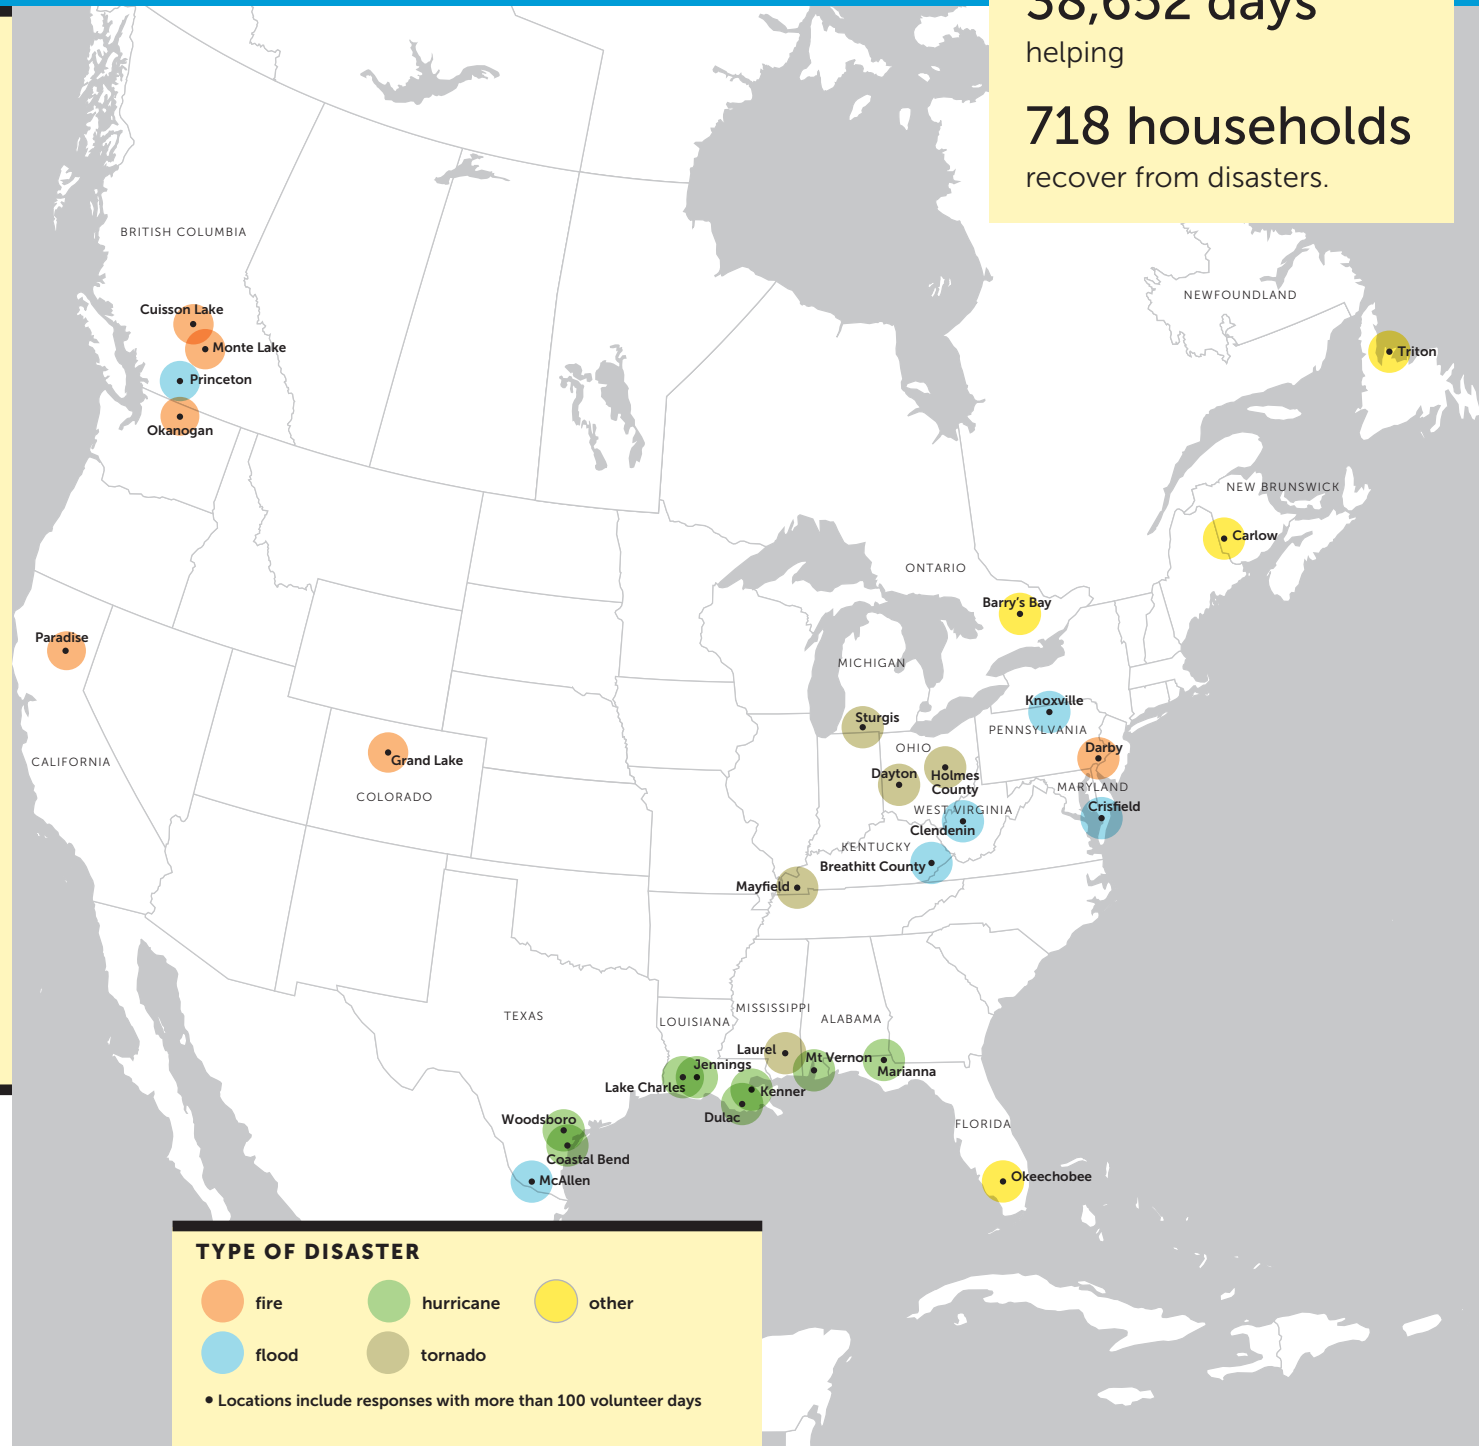 38,652 days
helping
718 households
recover from disasters.
BRITISH COLUMBIA
NEWFOUNDLAND
Cuisson Lake
Monte Lake
Triton
Princeton
Okanogan
NEW BRUNSWICK
Carlow
ONTARIO
Barry's Bay
Paradise
MICHIGAN
Knoxville
Sturgis
PENNSYLVANIA
OHIO
Darby
CALIFORNIA
Grand Lake
Dayton
Holmes
County
MARYLAND
COLORADO
Crisfield
WEST VIRGINIA
Clendenin
KENTUCKY
Breathitt County
Mayfield
TEXAS
MISSISSIPPI
LOUISIANA
ALABAMA
Laurel
Mt Vernon
Jennings
Marianna
Lake Charles
Kenner
Dulac
Woodsboro
FLORIDA
Coastal Bend
McAllen
Okeechobee
TYPE OF DISASTER
fire
hurricane
other
flood
tornado
• Locations include responses with more than 100 volunteer days